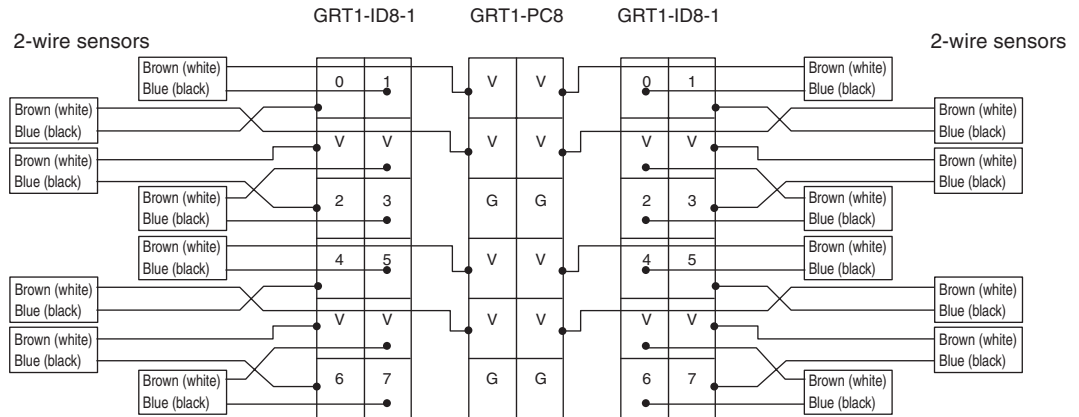 GRT1-ID8-1 GRT1-PC8 GRT1-ID8-1
2-wire sensors 2-wire sensors
Brown (white) 0 1 V V 0 1 Brown (white)
Blue (black) Blue (black)
Brown (white) Brown (white)
Blue (black) Blue (black)
Brown (white) V V V V V V Brown (white)
Blue (black) Blue (black)
Brown (white) 2 3 G G 2 3 Brown (white)
Blue (black) Blue (black)
Brown (white) 4 5 V V 4 5 Brown (white)
Blue (black) Blue (black)
Brown (white) Brown (white)
Blue (black) Blue (black)
Brown (white) V V V V V V Brown (white)
Blue (black) Blue (black)
Brown (white) 6 7 G G 6 7 Brown (white)
Blue (black) Blue (black)